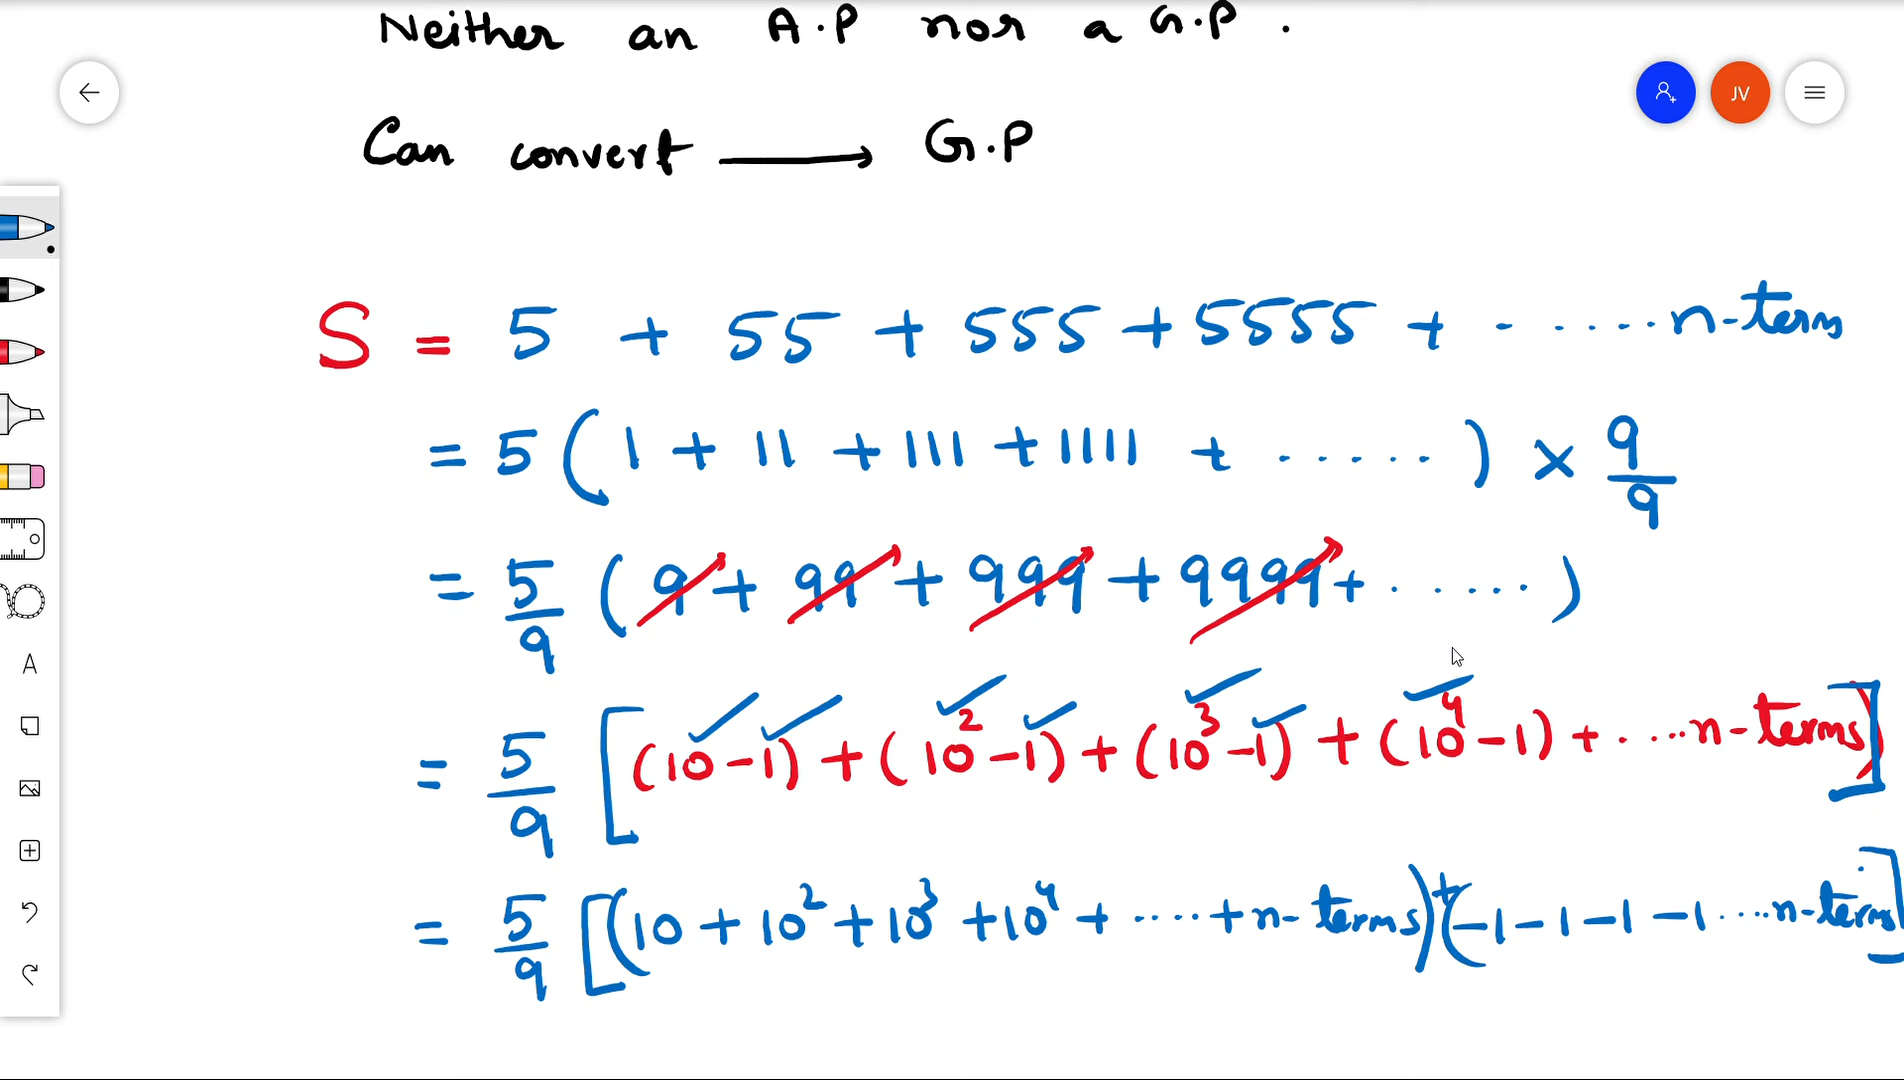 Neither an A.P nor a G.P .
Can convert ⟶ G.P
JV
S = 5 + 55 + 555 + 5555 + - ..... n-term
= 5 ( 1 + 11 + 111 + 1111 + ...... ) × 9/9
= 5/9 ( 9 + 99 + 999 + 9999 + ...... )
= 5/9 [ (10 - 1) + (10² - 1) + (10³ - 1) + (10⁴ - 1) + ..... n-terms) ]
= 5/9 [ (10 + 10² + 10³ + 10⁴ + ..... + n- terms) + ( -1 - 1 - 1 - 1 .... n-terms ]
A